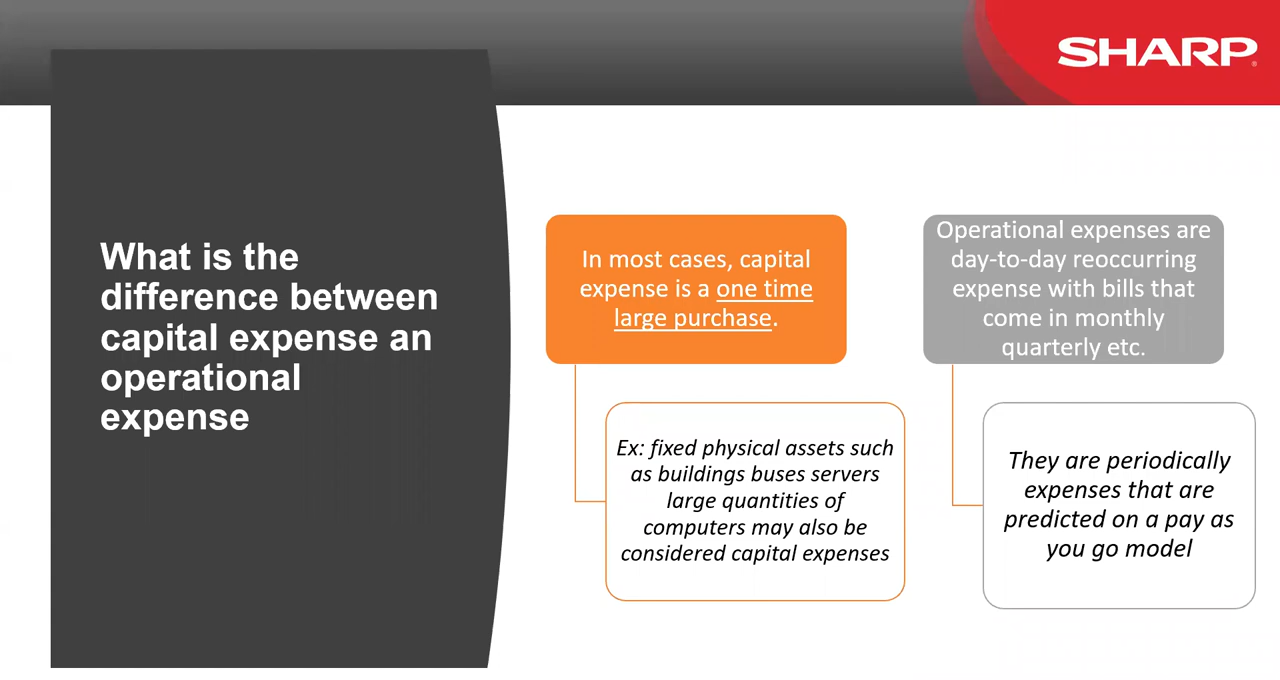 SHARP
What is the
difference between
capital expense an
operational
expense
In most cases, capital
expense is a one time
large purchase.
Ex: fixed physical assets such
as buildings buses servers
large quantities of
computers may also be
considered capital expenses
Operational expenses are
day-to-day reoccurring
expense with bills that
come in monthly
quarterly etc.
They are periodically
expenses that are
predicted on a pay as
you go model